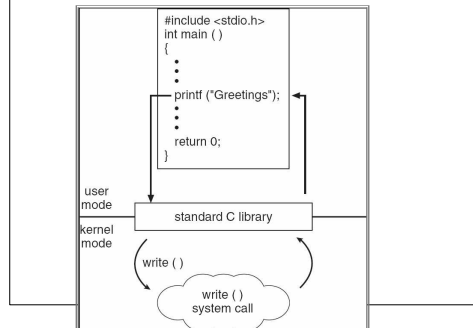 #include <stdio.h>
int main ( )
{
•
•
•
printf ("Greetings");
•
•
•
return 0;
}
user
mode
standard C library
kernel
mode
write ( )
write ( )
system call